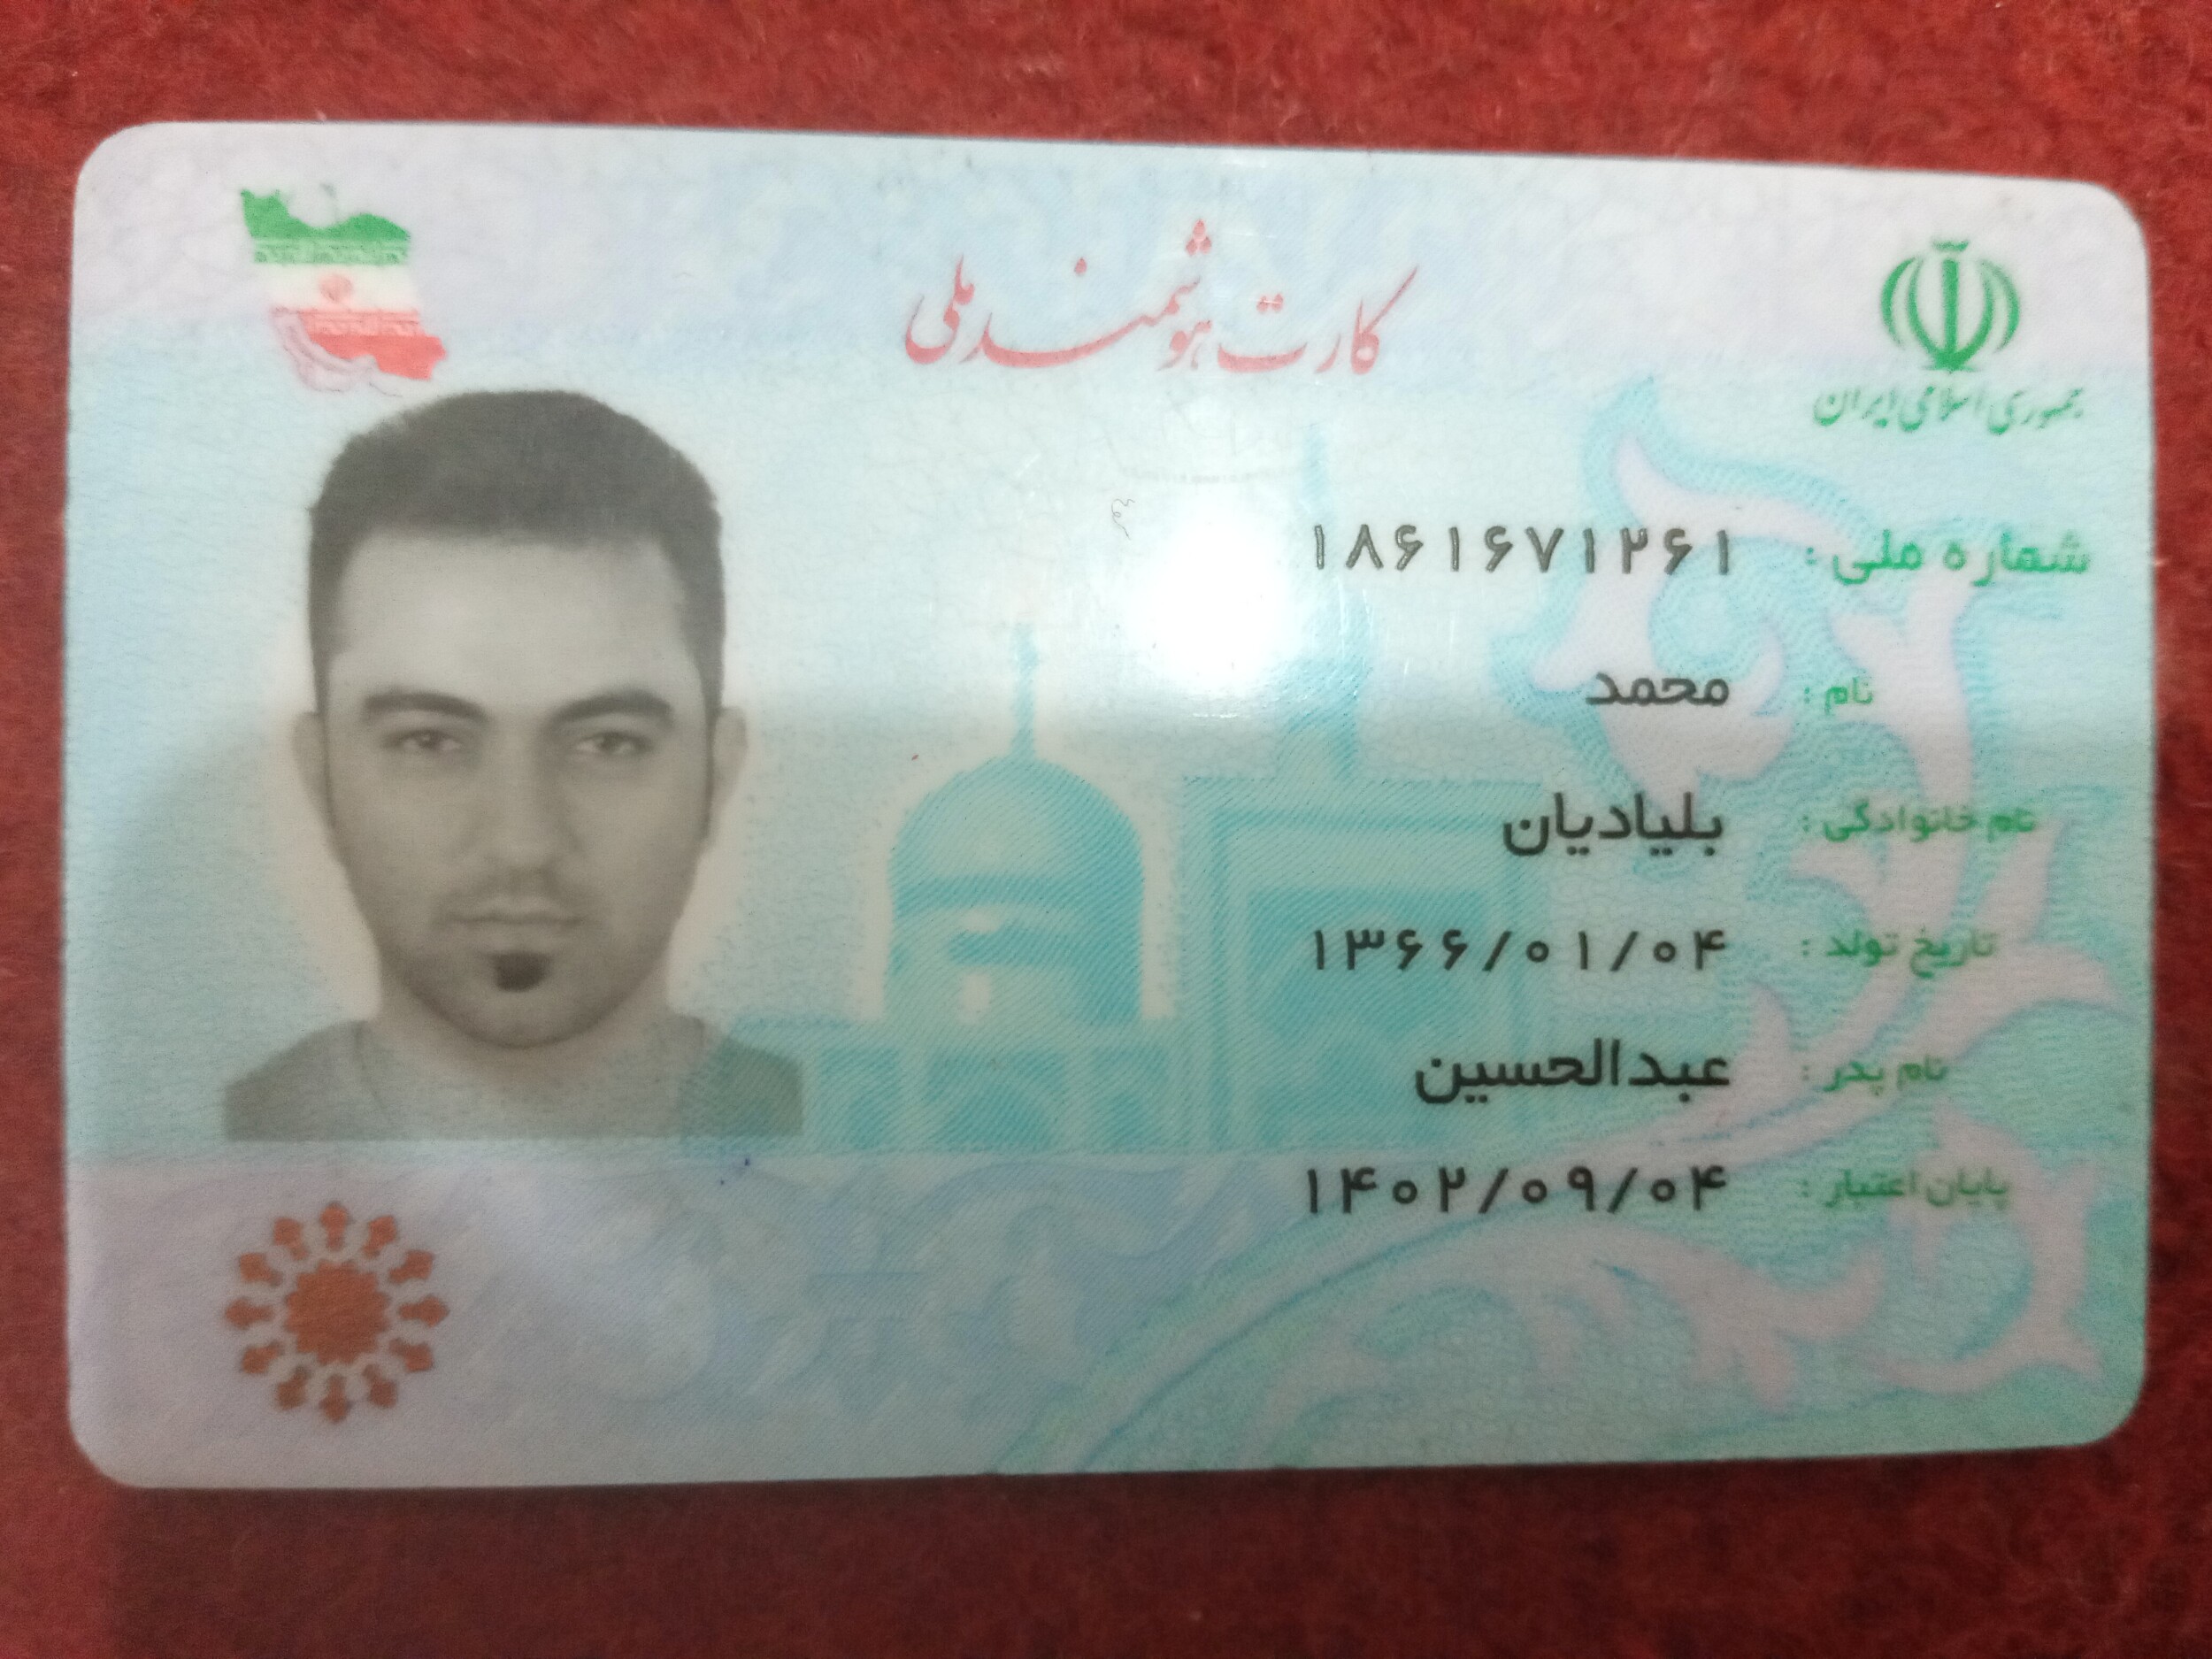 کارت هوشمند ملی
جمهوری اسلامی ایران
شماره ملی : ۱۸۶۱۶۷۱۲۶۱
نام : محمد
نام خانوادگی : بلیادیان
تاریخ تولد : ۱۳۶۶/۰۱/۰۴
نام پدر : عبدالحسین
پایان اعتبار : ۱۴۰۲/۰۹/۰۴